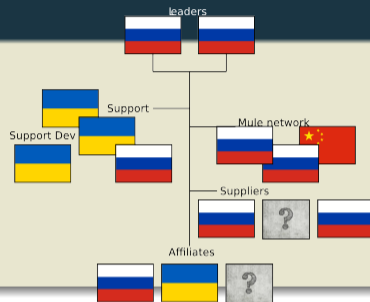 leaders
Support
Mule network
Support Dev
Suppliers
?
Affiliates
?